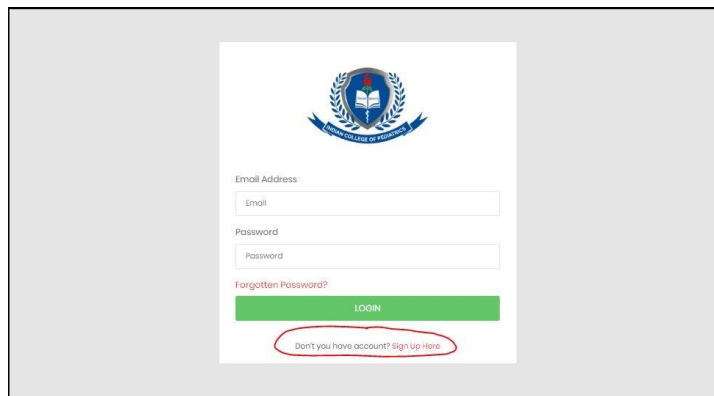 INDIAN COLLEGE OF PEDIATRICS
Email Address
Email
Password
Password
Forgotten Password?
LOGIN
Don't you have account? Sign Up Here